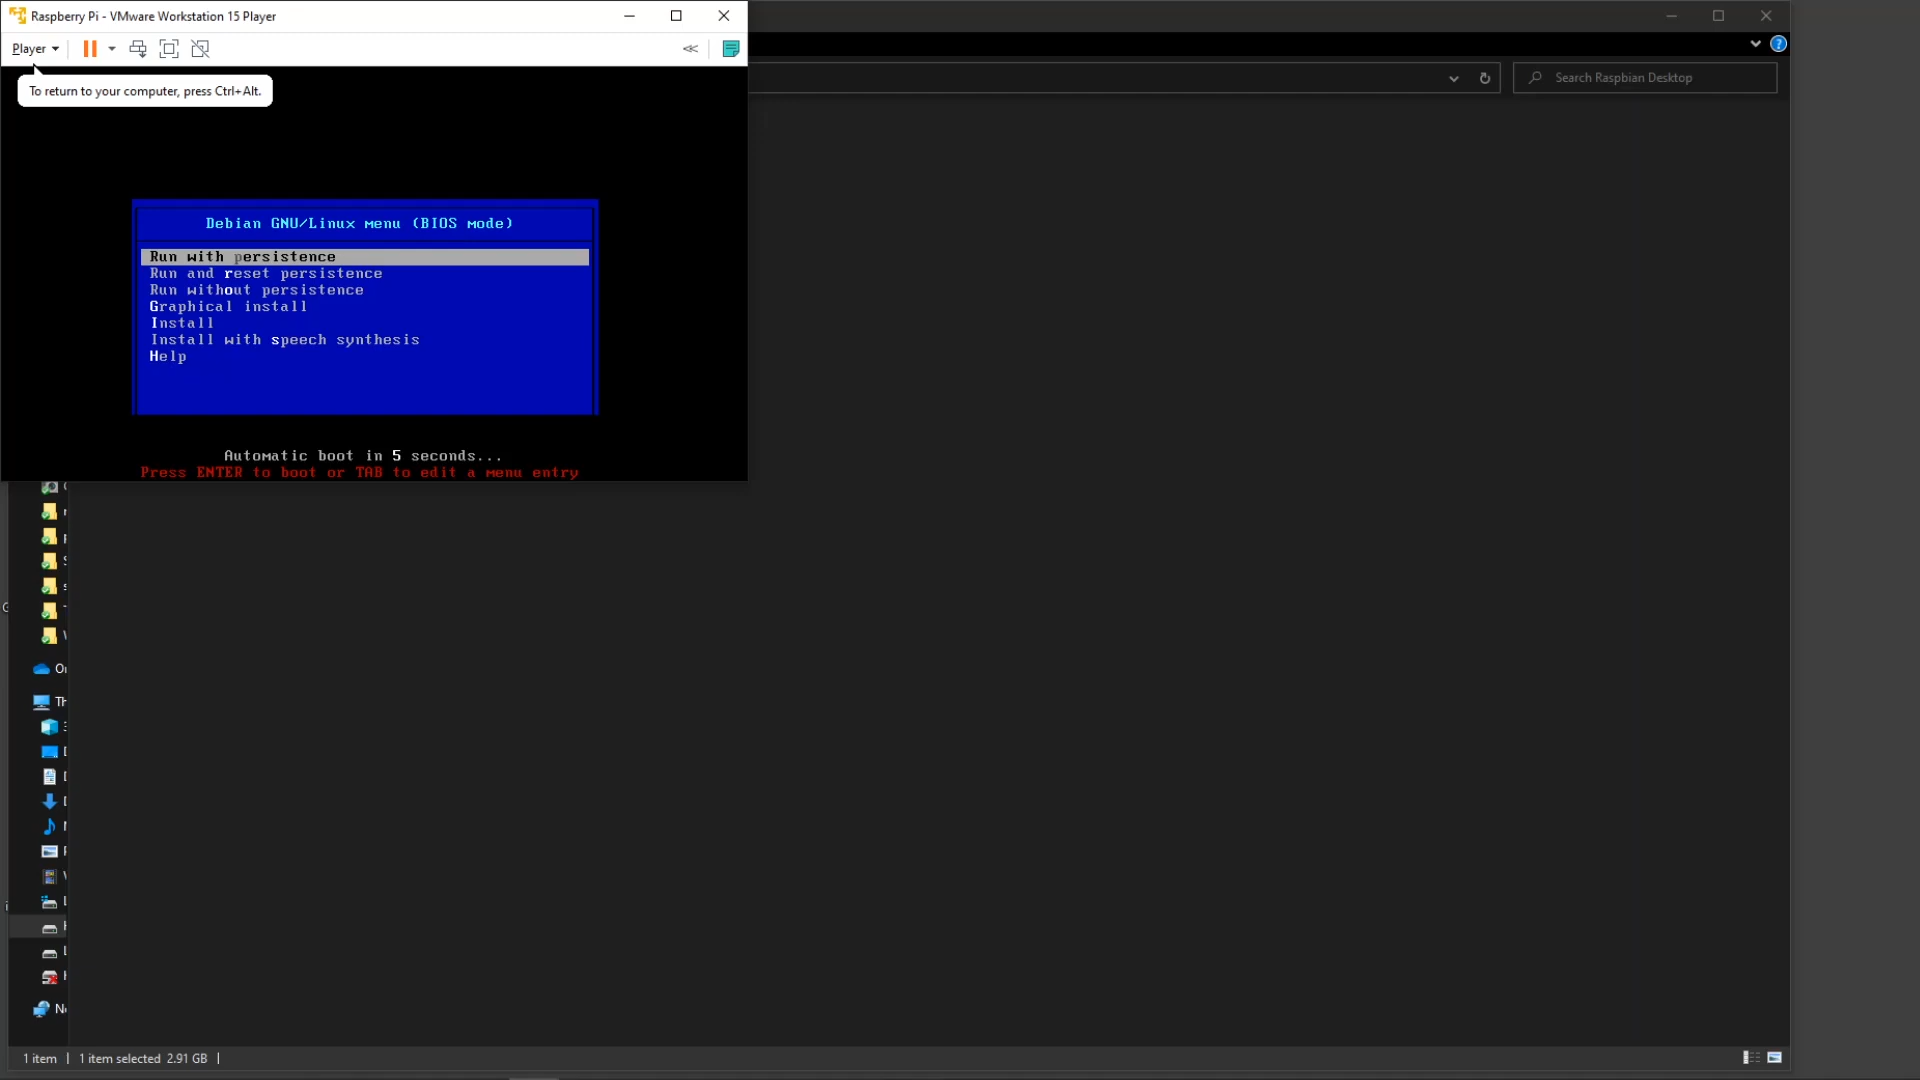 Raspberry Pi - VMware Workstation 15 Player
Player
To return to your computer, press Ctrl+Alt.
Search Raspbian Desktop
Debian GNU/Linux menu (BIOS mode)
Run with persistence
Run and reset persistence
Run without persistence
Graphical install
Install
Install with speech synthesis
Help
Automatic boot in 5 seconds...
Press ENTER to boot or TAB to edit a menu entry
1 item | 1 item selected 2.91 GB |